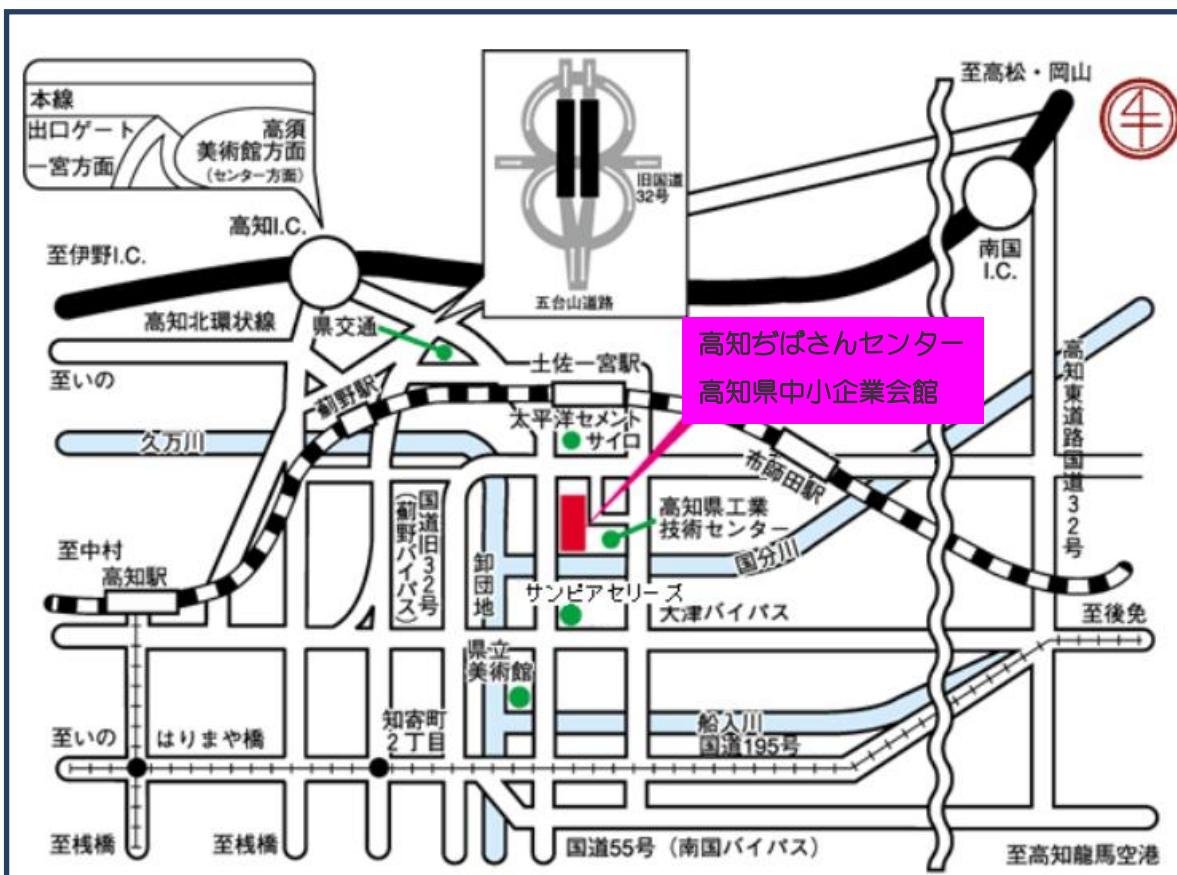 本線
出口ゲート
一宮方面
高須
美術館方面
(センター方面)
高知I.C.
至伊野I.C.
旧国道
32号
五台山道路
至高松・岡山
南国
I.C.
高知北環状線
県交通
至いの
薊野駅
土佐一宮駅
太平洋セメント
サイロ
高知ぢばさんセンター
高知県中小企業会館
久万川
布師田駅
高知東道路国道32号
国道旧32号
(薊野バイパス)
卸団地
高知県工業
技術センター
国分川
至中村
高知駅
サンピアセリーズ
大津バイパス
至後免
県立
美術館
至いの
はりまや橋
知寄町
2丁目
船入川
国道195号
至桟橋
至桟橋
国道55号(南国バイパス)
至高知龍馬空港